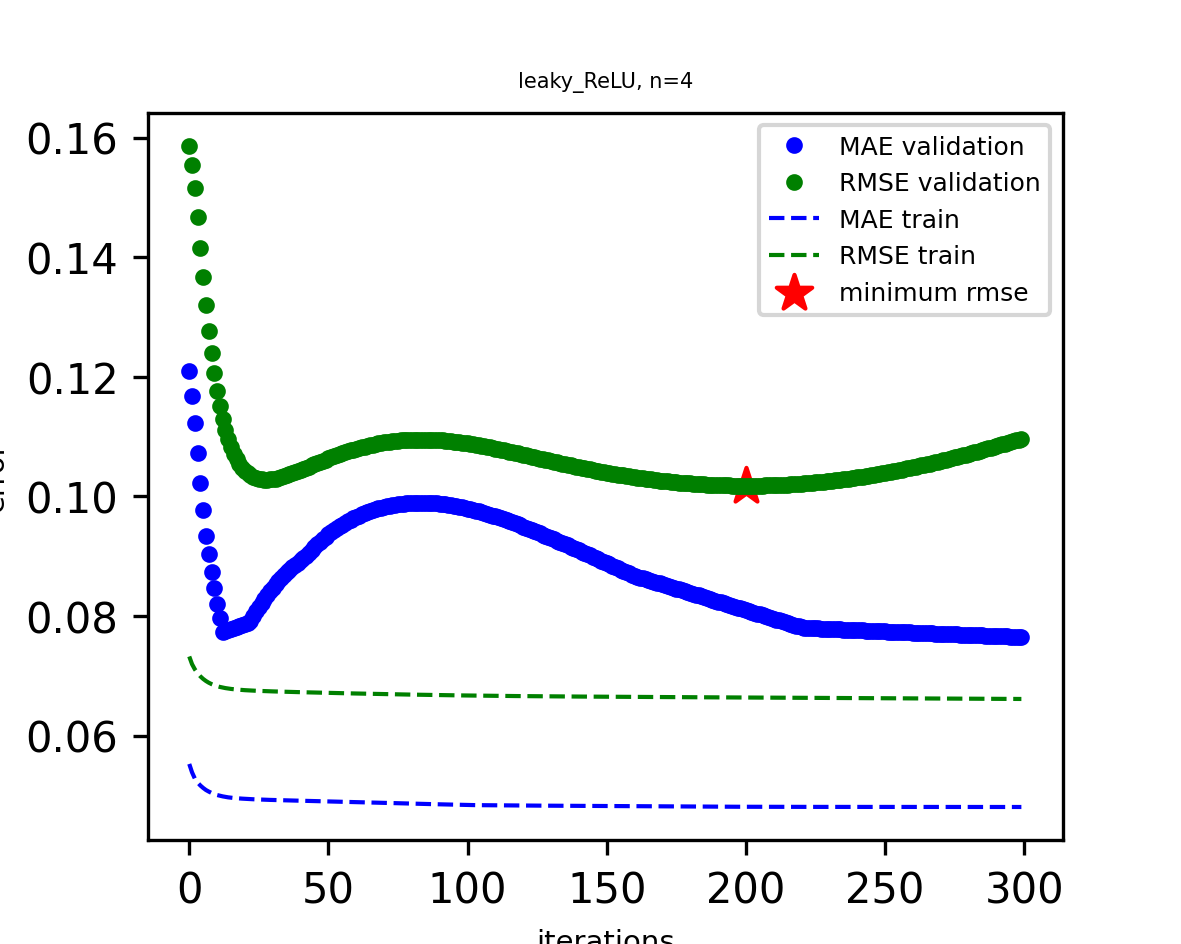 leaky_ReLU, n=4
0.16
0.14
0.12
0.10
0.08
0.06
MAE validation
RMSE validation
MAE train
RMSE train
minimum rmse
0 50 100 150 200 250 300
iterations